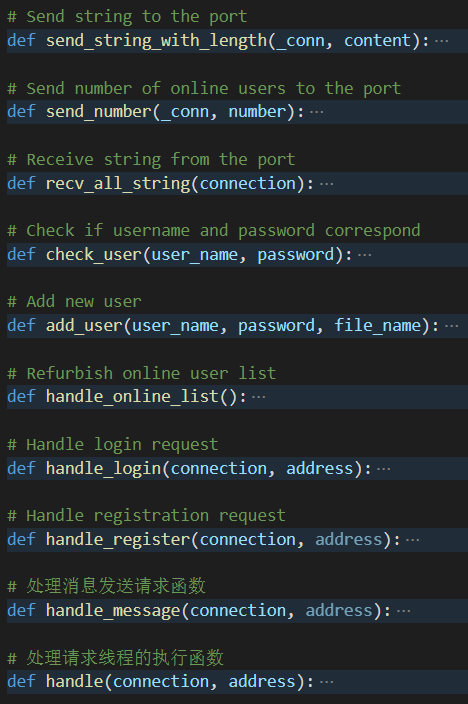 # Send string to the port
def send_string_with_length(_conn, content):···
# Send number of online users to the port
def send_number(_conn, number):···
# Receive string from the port
def recv_all_string(connection):···
# Check if username and password correspond
def check_user(user_name, password):···
# Add new user
def add_user(user_name, password, file_name):···
# Refurbish online user list
def handle_online_list():···
# Handle login request
def handle_login(connection, address):···
# Handle registration request
def handle_register(connection, address):···
# 处理消息发送请求函数
def handle_message(connection, address):···
# 处理请求线程的执行函数
def handle(connection, address):···